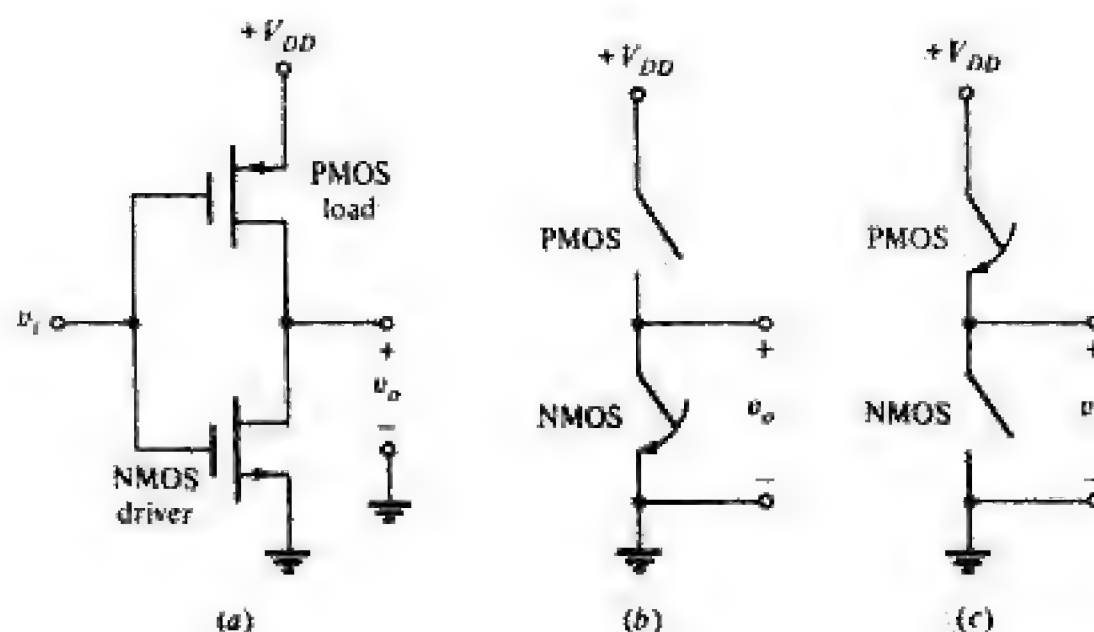 +V_DD
PMOS
load
v_i
+
v_o
−
NMOS
driver
(a)
+V_DD
PMOS
NMOS
+
v_o
−
(b)
+V_DD
PMOS
NMOS
+
v
−
(c)